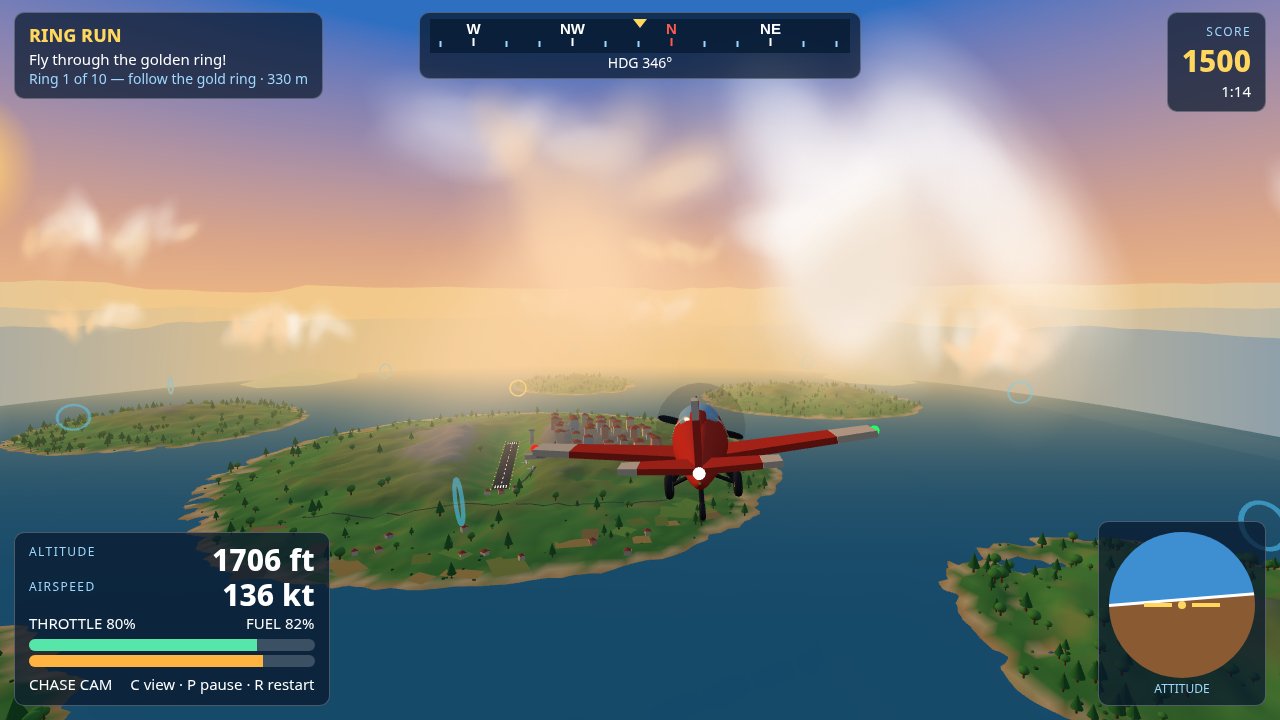 RING RUN
Fly through the golden ring!
Ring 1 of 10 — follow the gold ring · 330 m
W NW N NE
HDG 346°
SCORE
1500
1:14
ALTITUDE 1706 ft
AIRSPEED 136 kt
THROTTLE 80% FUEL 82%
CHASE CAM C view · P pause · R restart
ATTITUDE